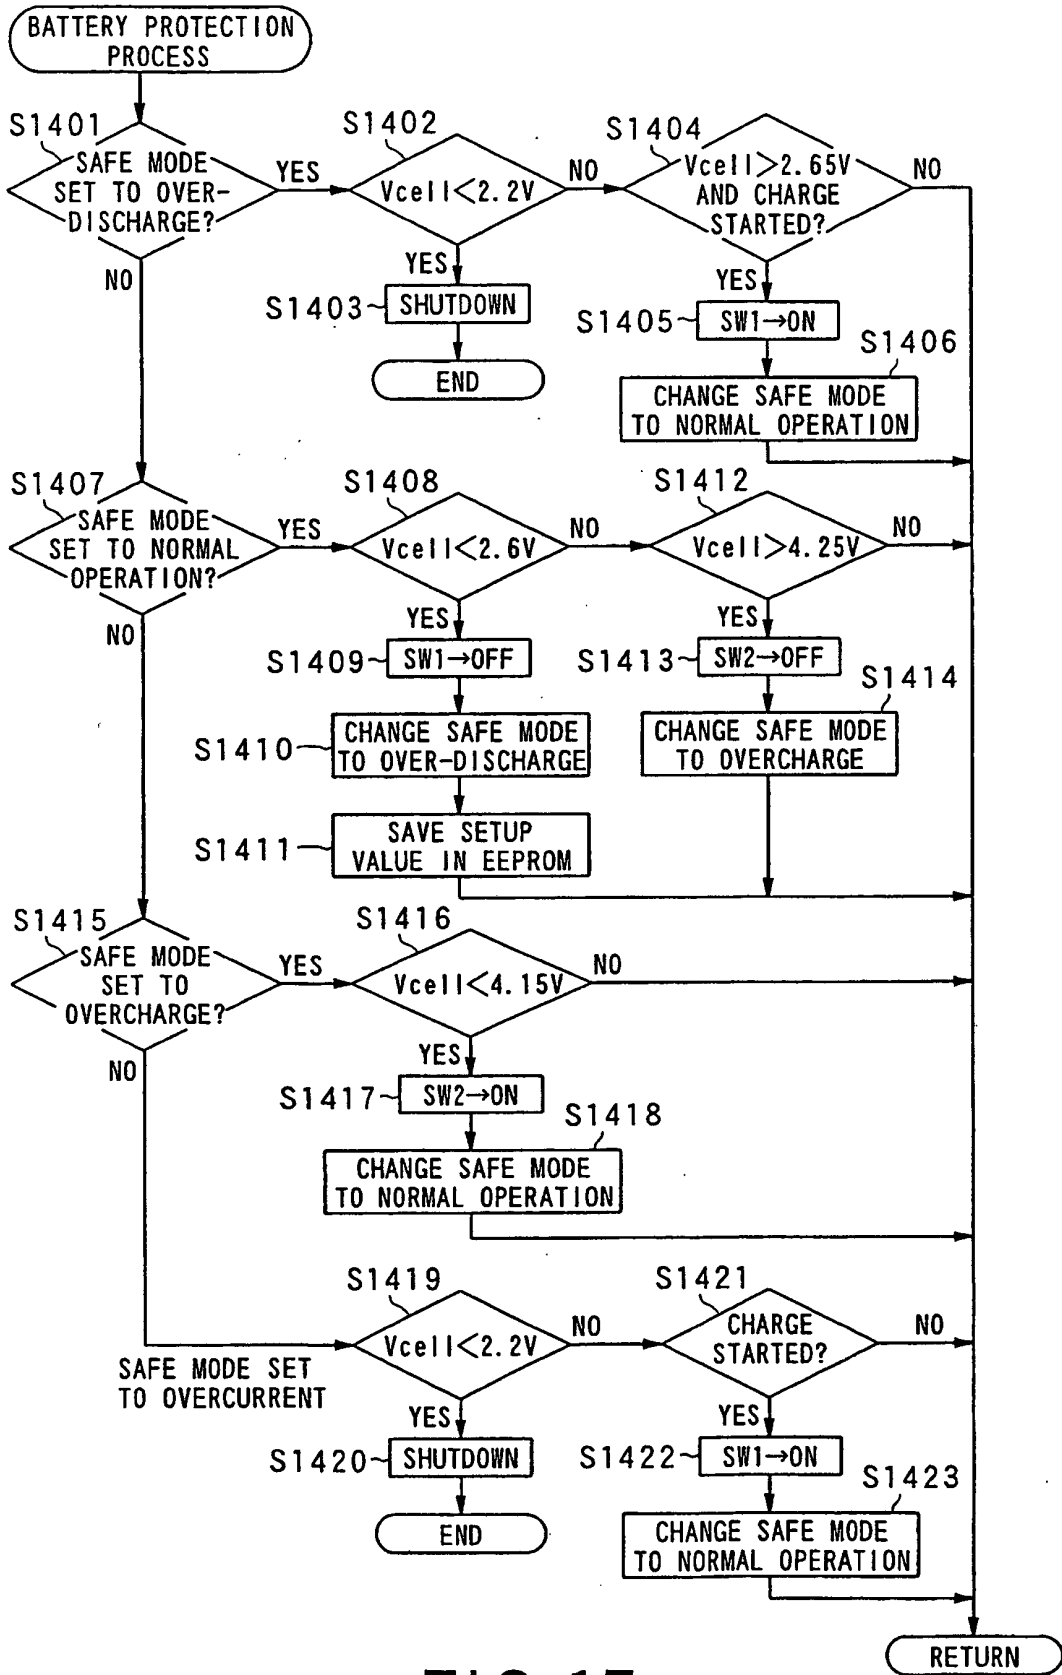 BATTERY PROTECTION
PROCESS
S1401
SAFE MODE
SET TO OVER-
DISCHARGE?
YES
NO
S1402
Vcell<2.2V
NO
YES
S1403
SHUTDOWN
END
S1404
Vcell>2.65V
AND CHARGE
STARTED?
NO
YES
S1405
SW1→ON
S1406
CHANGE SAFE MODE
TO NORMAL OPERATION
S1407
SAFE MODE
SET TO NORMAL
OPERATION?
YES
NO
S1408
Vcell<2.6V
NO
YES
S1409
SW1→OFF
S1410
CHANGE SAFE MODE
TO OVER-DISCHARGE
S1411
SAVE SETUP
VALUE IN EEPROM
S1412
Vcell>4.25V
NO
YES
S1413
SW2→OFF
S1414
CHANGE SAFE MODE
TO OVERCHARGE
S1415
SAFE MODE
SET TO
OVERCHARGE?
YES
NO
S1416
Vcell<4.15V
NO
YES
S1417
SW2→ON
S1418
CHANGE SAFE MODE
TO NORMAL OPERATION
SAFE MODE SET
TO OVERCURRENT
S1419
Vcell<2.2V
NO
YES
S1420
SHUTDOWN
END
S1421
CHARGE
STARTED?
NO
YES
S1422
SW1→ON
S1423
CHANGE SAFE MODE
TO NORMAL OPERATION
RETURN